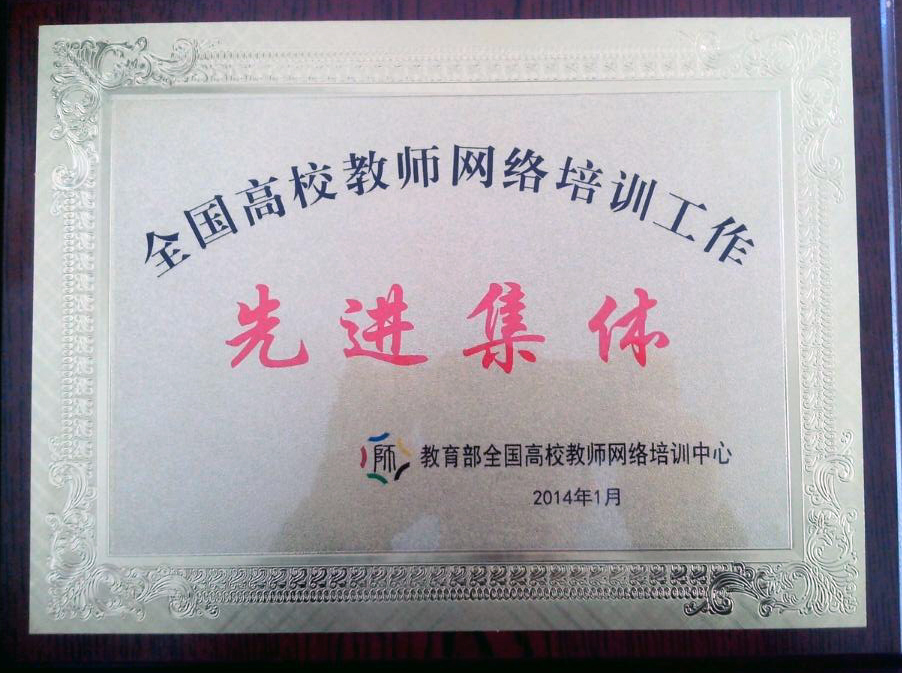 全国高校教师网络培训工作
先进集体
師 教育部全国高校教师网络培训中心
2014年1月